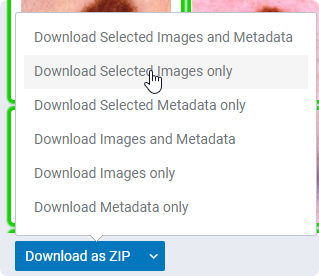 Download Selected Images and Metadata
Download Selected Images only
Download Selected Metadata only
Download Images and Metadata
Download Images only
Download Metadata only
Download as ZIP